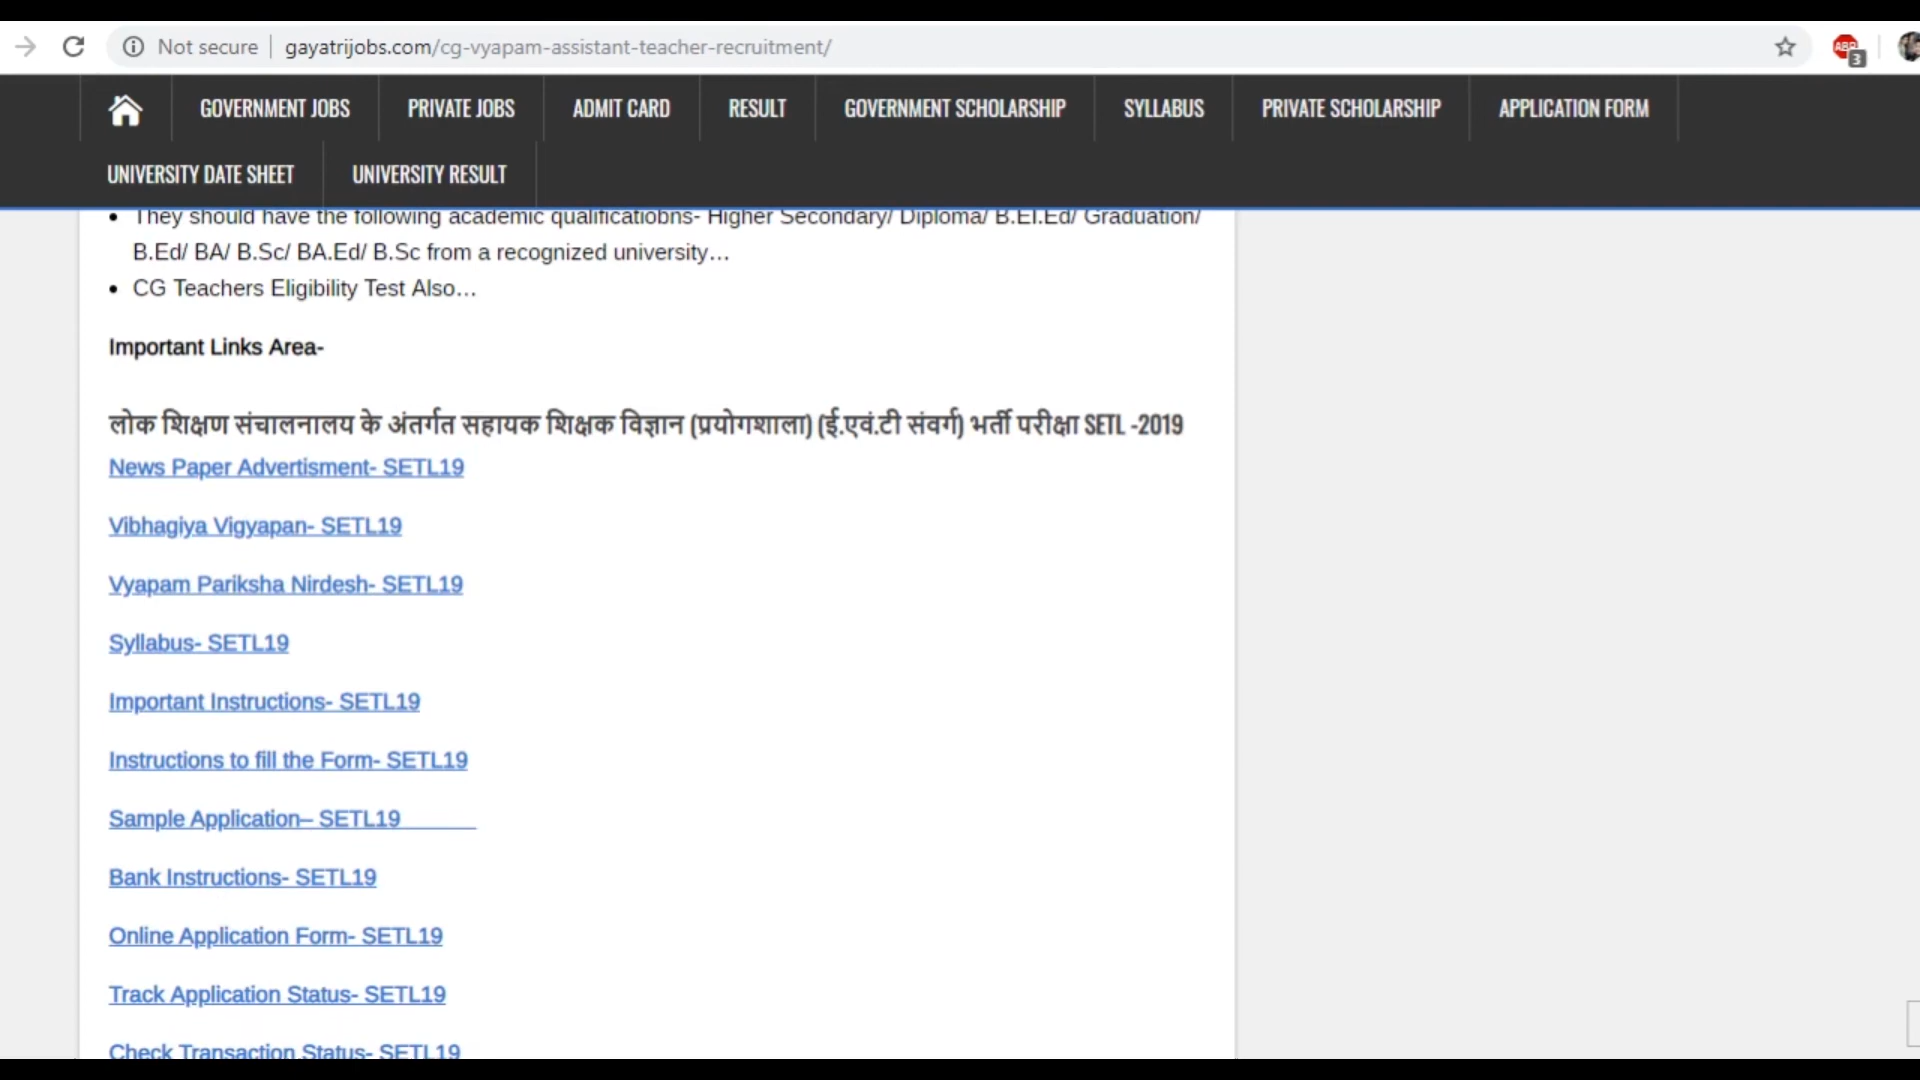 Not secure
gayatrijobs.com/cg-vyapam-assistant-teacher-recruitment/
ABP
3
GOVERNMENT JOBS
PRIVATE JOBS
ADMIT CARD
RESULT
GOVERNMENT SCHOLARSHIP
SYLLABUS
PRIVATE SCHOLARSHIP
APPLICATION FORM
UNIVERSITY DATE SHEET
UNIVERSITY RESULT
• They should have the following academic qualificatiobns- Higher Secondary/ Diploma/ B.El.Ed/ Graduation/
B.Ed/ BA/ B.Sc/ BA.Ed/ B.Sc from a recognized university…
• CG Teachers Eligibility Test Also…
Important Links Area-
लोक शिक्षण संचालनालय के अंतर्गत सहायक शिक्षक विज्ञान (प्रयोगशाला) (ई.एवं.टी संवर्ग) भर्ती परीक्षा SETL -2019
News Paper Advertisment- SETL19
Vibhagiya Vigyapan- SETL19
Vyapam Pariksha Nirdesh- SETL19
Syllabus- SETL19
Important Instructions- SETL19
Instructions to fill the Form- SETL19
Sample Application– SETL19
Bank Instructions- SETL19
Online Application Form- SETL19
Track Application Status- SETL19
Check Transaction Status- SETL19